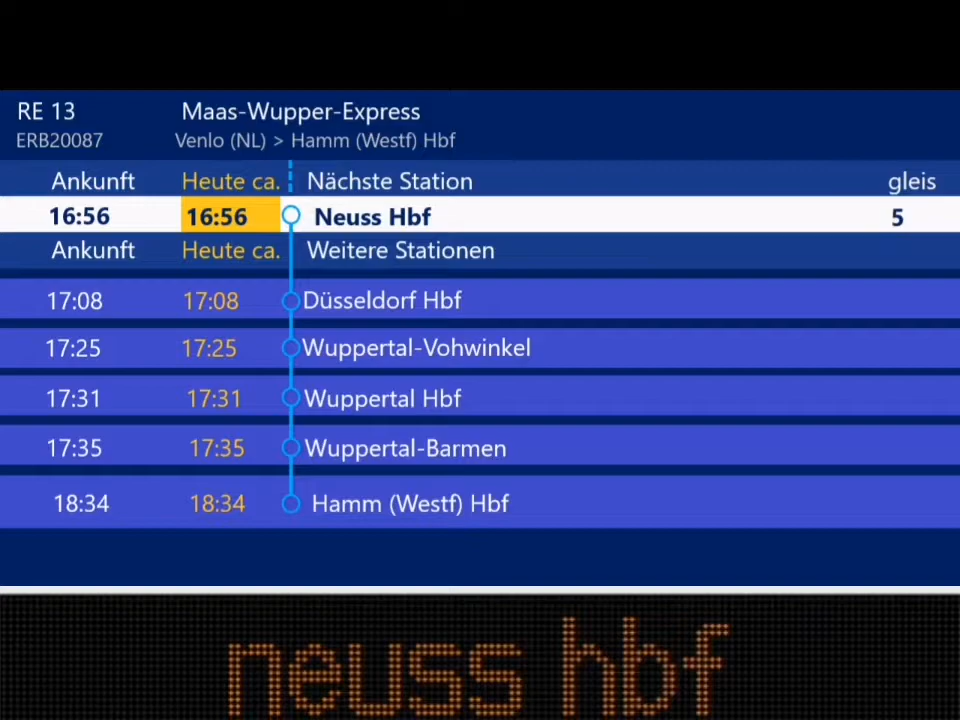 RE 13 Maas-Wupper-Express
ERB20087 Venlo (NL) > Hamm (Westf) Hbf
Ankunft Heute ca. Nächste Station gleis
16:56 16:56 Neuss Hbf 5
Ankunft Heute ca. Weitere Stationen
17:08 17:08 Düsseldorf Hbf
17:25 17:25 Wuppertal-Vohwinkel
17:31 17:31 Wuppertal Hbf
17:35 17:35 Wuppertal-Barmen
18:34 18:34 Hamm (Westf) Hbf
neuss hbf